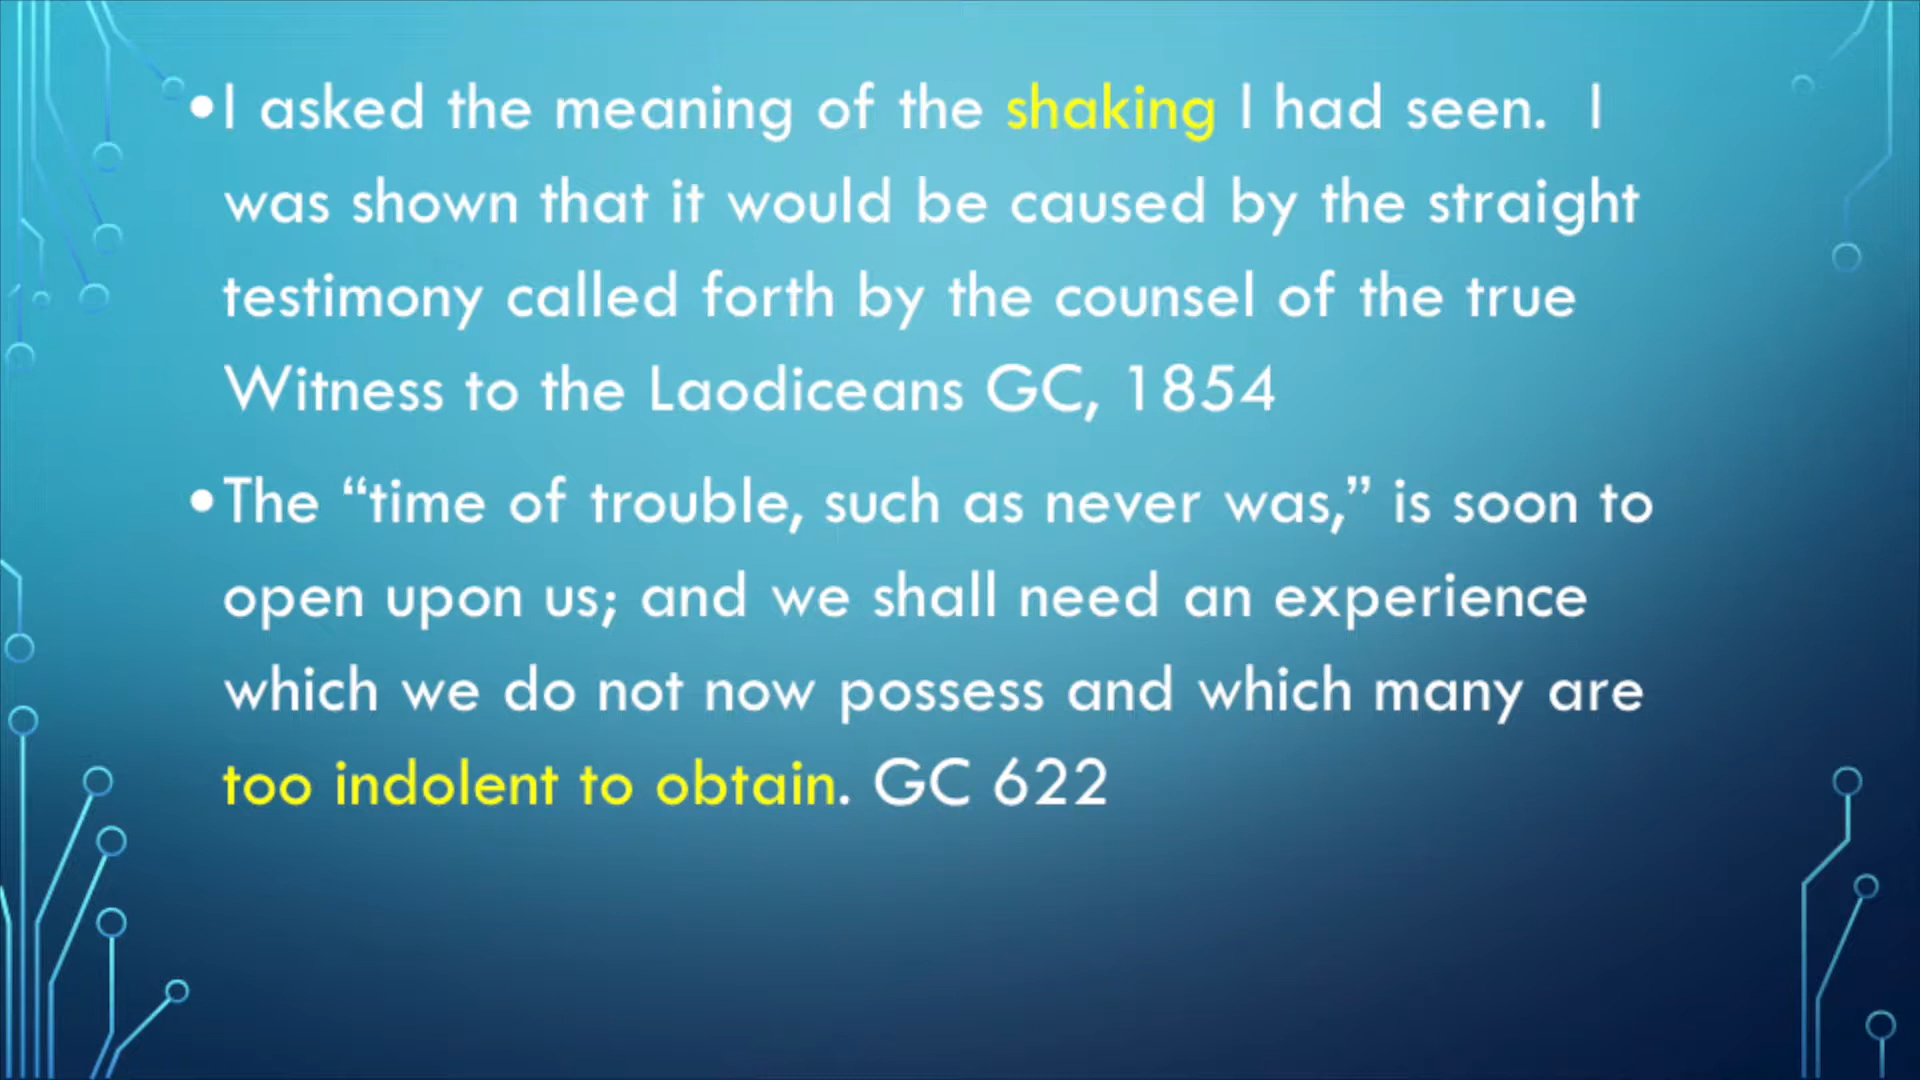 •I asked the meaning of the shaking I had seen.  I
was shown that it would be caused by the straight
testimony called forth by the counsel of the true
Witness to the Laodiceans GC, 1854
•The “time of trouble, such as never was,” is soon to
open upon us; and we shall need an experience
which we do not now possess and which many are
too indolent to obtain. GC 622